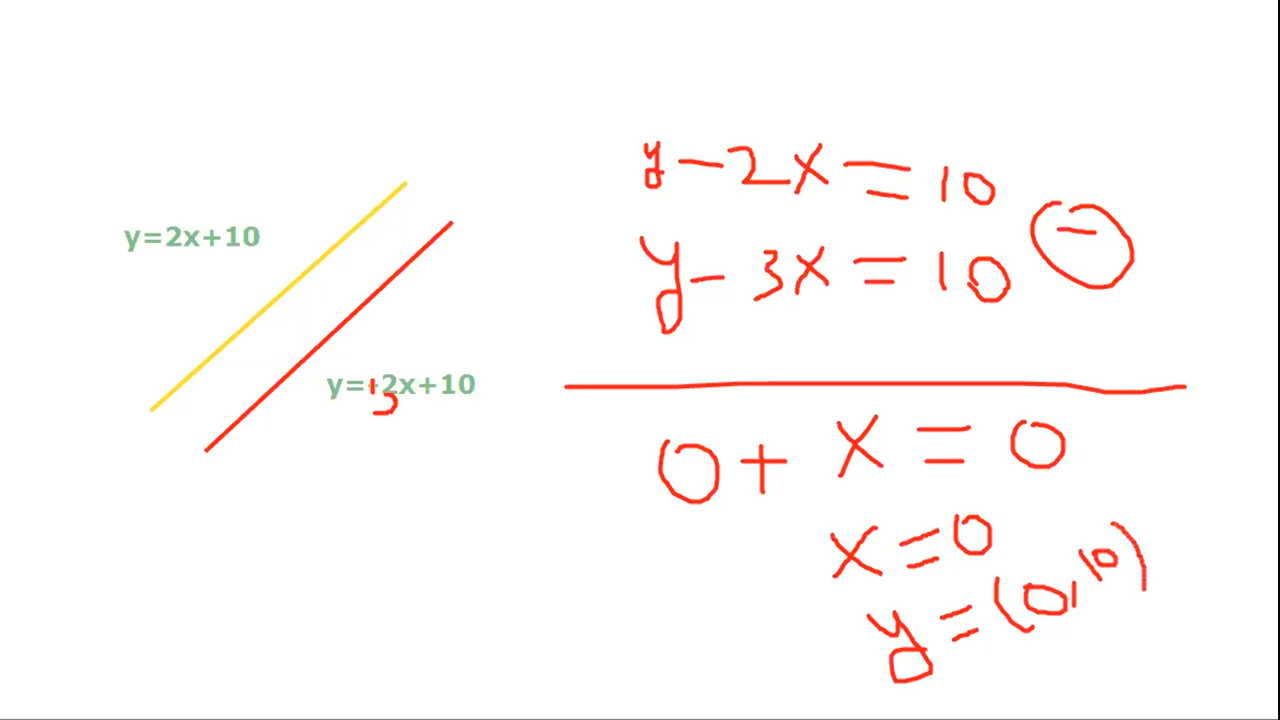 y=2x+10
y=+2x+10
3
y-2x=10
y-3x=10
-
0+x=0
x=0
y=(0,10)